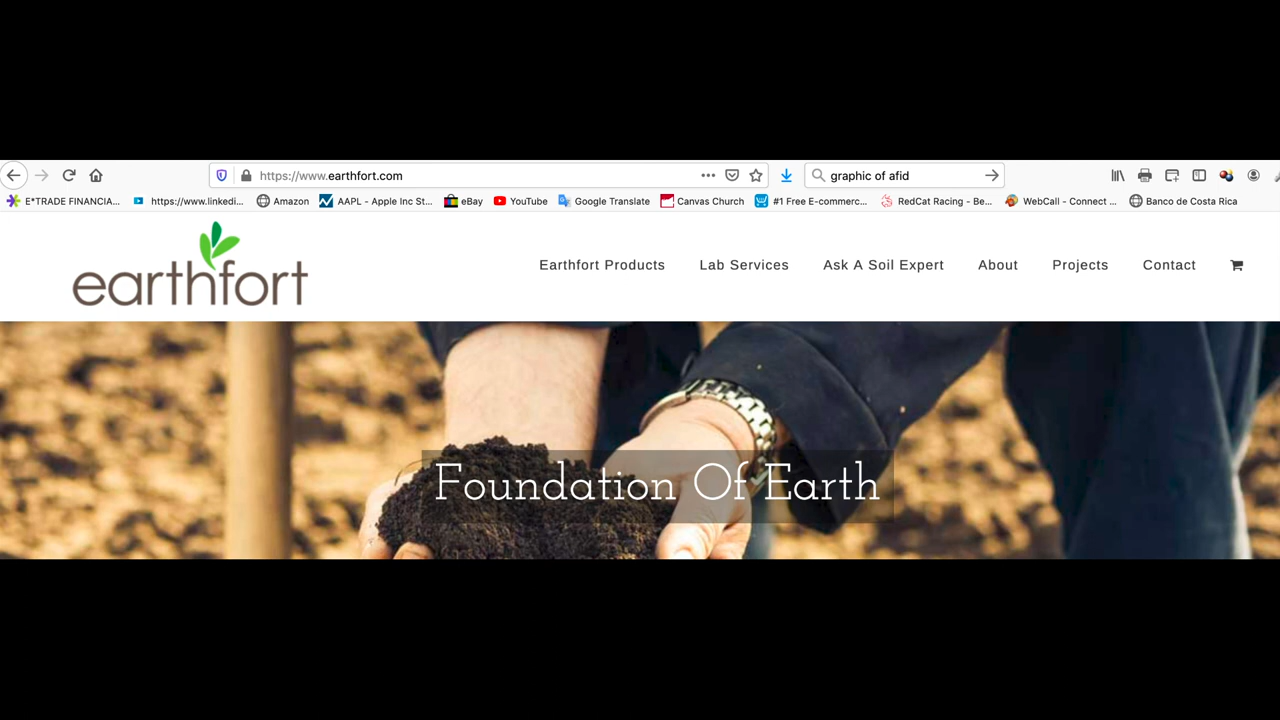 https://www.earthfort.com ••• graphic of afid
E*TRADE FINANCIA... https://www.linkedi... Amazon AAPL - Apple Inc St... eBay YouTube Google Translate Canvas Church #1 Free E-commerc... RedCat Racing - Be... WebCall - Connect ... Banco de Costa Rica
earthfort
Earthfort Products Lab Services Ask A Soil Expert About Projects Contact
Foundation Of Earth